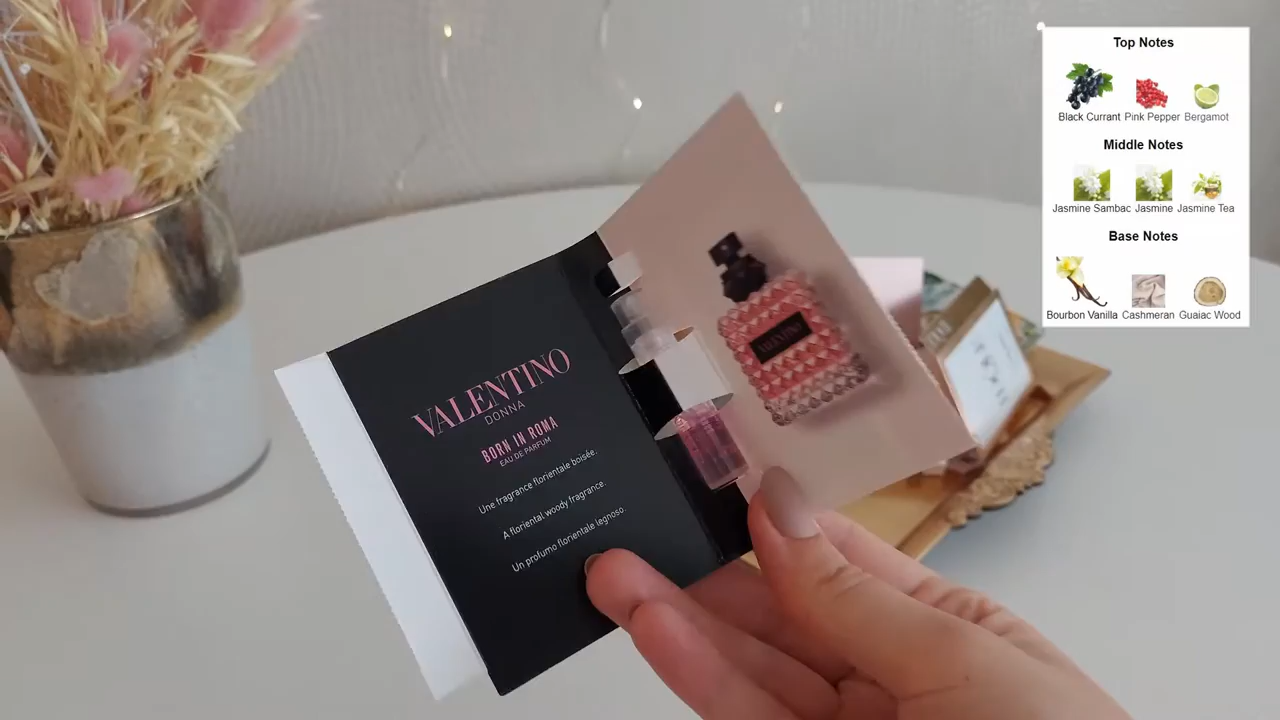 VALENTINO
DONNA
BORN IN ROMA
EAU DE PARFUM
Une fragrance florientale boisée.
A floriental woody fragrance.
Un profumo florientale legnoso.
VALENTINO
Top Notes
Black Currant Pink Pepper Bergamot
Middle Notes
Jasmine Sambac Jasmine Jasmine Tea
Base Notes
Bourbon Vanilla Cashmeran Guaiac Wood